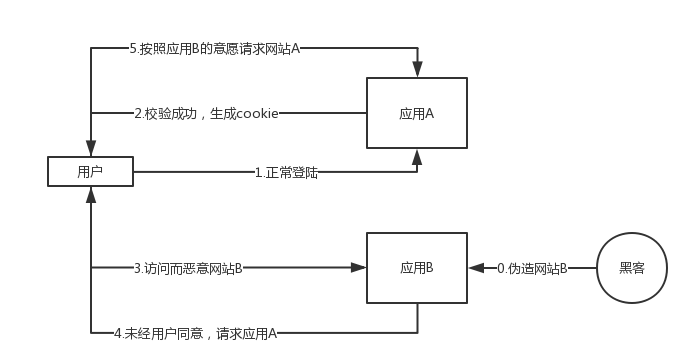 5.按照应用B的意愿请求网站A
2.校验成功，生成cookie
应用A
用户
1.正常登陆
3.访问而恶意网站B
应用B
0.伪造网站B
黑客
4.未经用户同意，请求应用A